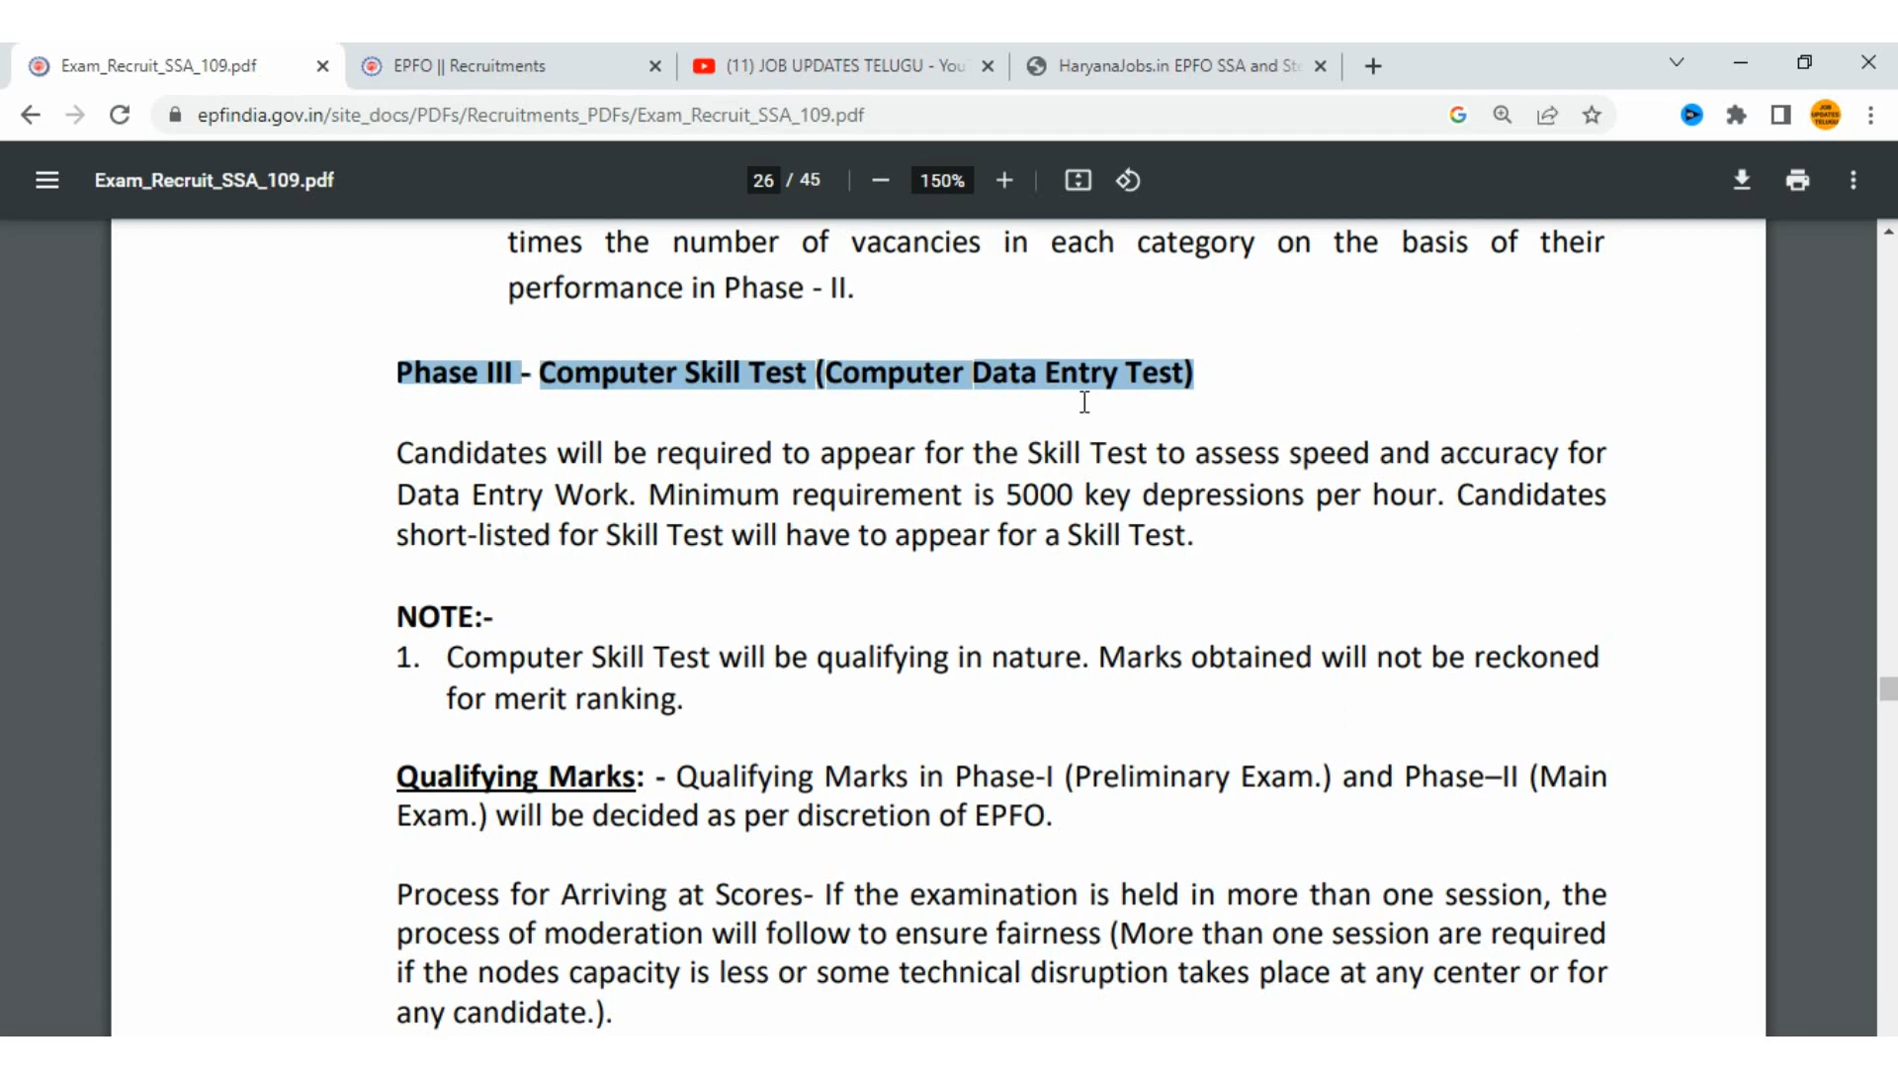 Exam_Recruit_SSA_109.pdf
EPFO || Recruitments
(11) JOB UPDATES TELUGU - You
HaryanaJobs.in EPFO SSA and Ste
epfindia.gov.in/site_docs/PDFs/Recruitments_PDFs/Exam_Recruit_SSA_109.pdf
JOB UPDATES TELUGU
Exam_Recruit_SSA_109.pdf
26 / 45
150%
times the number of vacancies in each category on the basis of their
performance in Phase - II.
Phase III - Computer Skill Test (Computer Data Entry Test)
Candidates will be required to appear for the Skill Test to assess speed and accuracy for
Data Entry Work. Minimum requirement is 5000 key depressions per hour. Candidates
short-listed for Skill Test will have to appear for a Skill Test.
NOTE:-
1. Computer Skill Test will be qualifying in nature. Marks obtained will not be reckoned
for merit ranking.
Qualifying Marks: - Qualifying Marks in Phase-I (Preliminary Exam.) and Phase–II (Main
Exam.) will be decided as per discretion of EPFO.
Process for Arriving at Scores- If the examination is held in more than one session, the
process of moderation will follow to ensure fairness (More than one session are required
if the nodes capacity is less or some technical disruption takes place at any center or for
any candidate.).